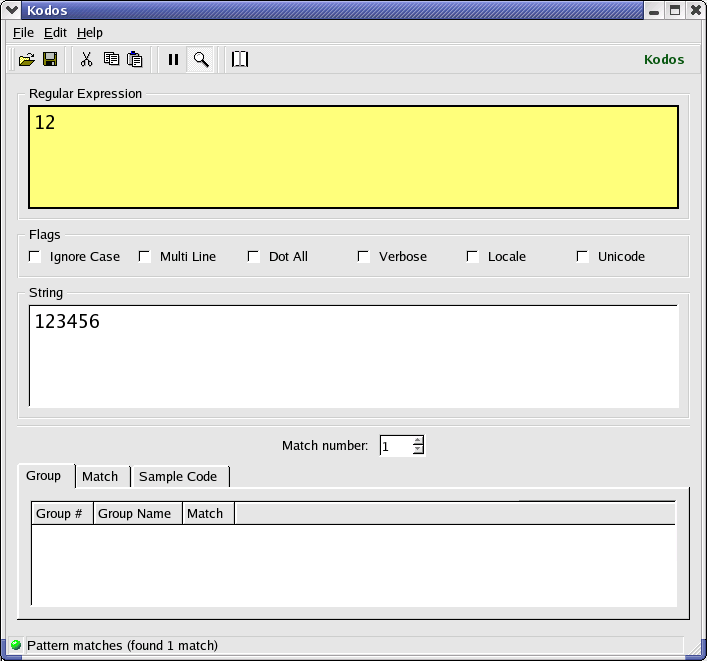 Kodos
File Edit Help
Kodos
Regular Expression
12
Flags
Ignore Case Multi Line Dot All Verbose Locale Unicode
String
123456
Match number: 1
Group Match Sample Code
Group # Group Name Match
Pattern matches (found 1 match)